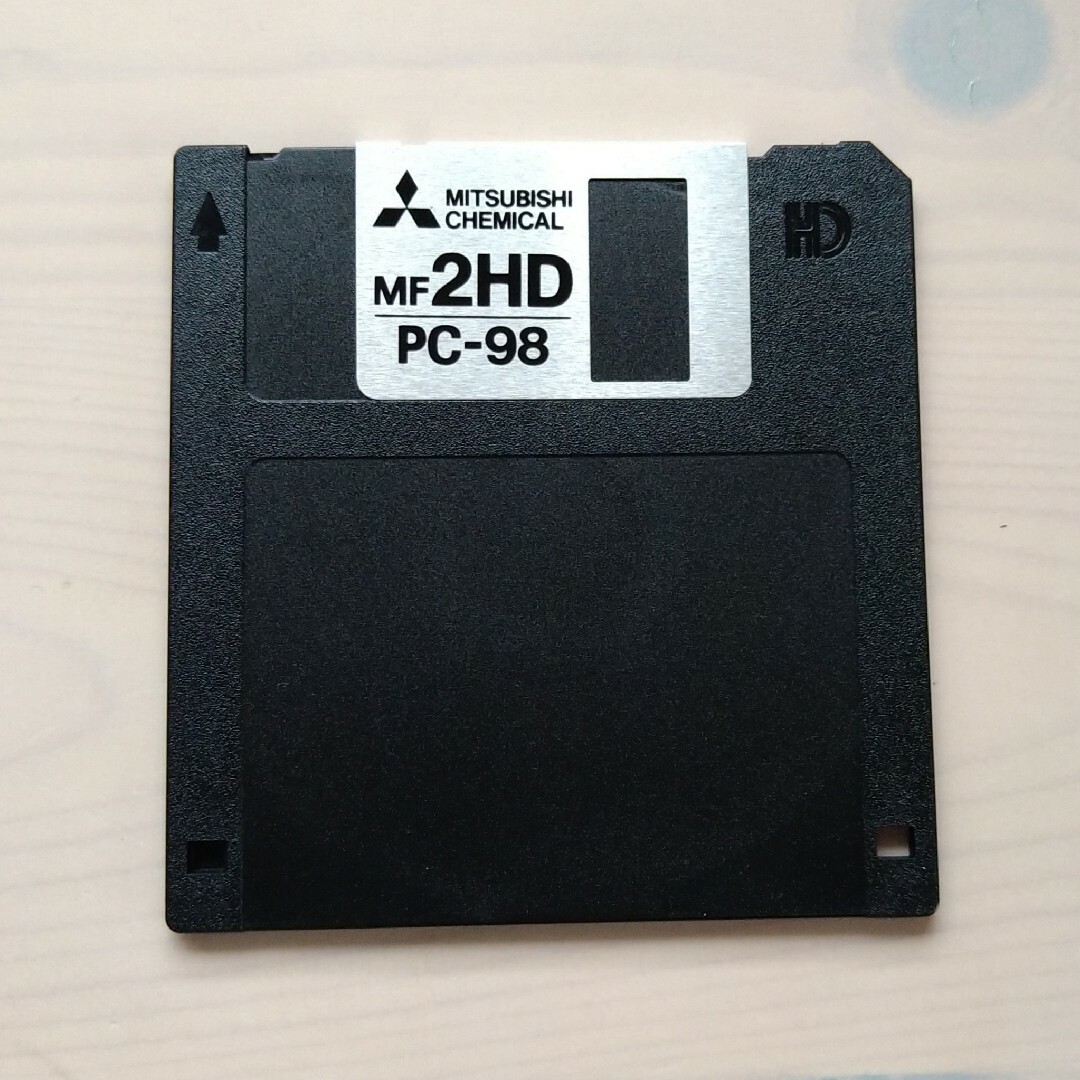 MITSUBISHI
CHEMICAL
MF2HD
PC-98
HD